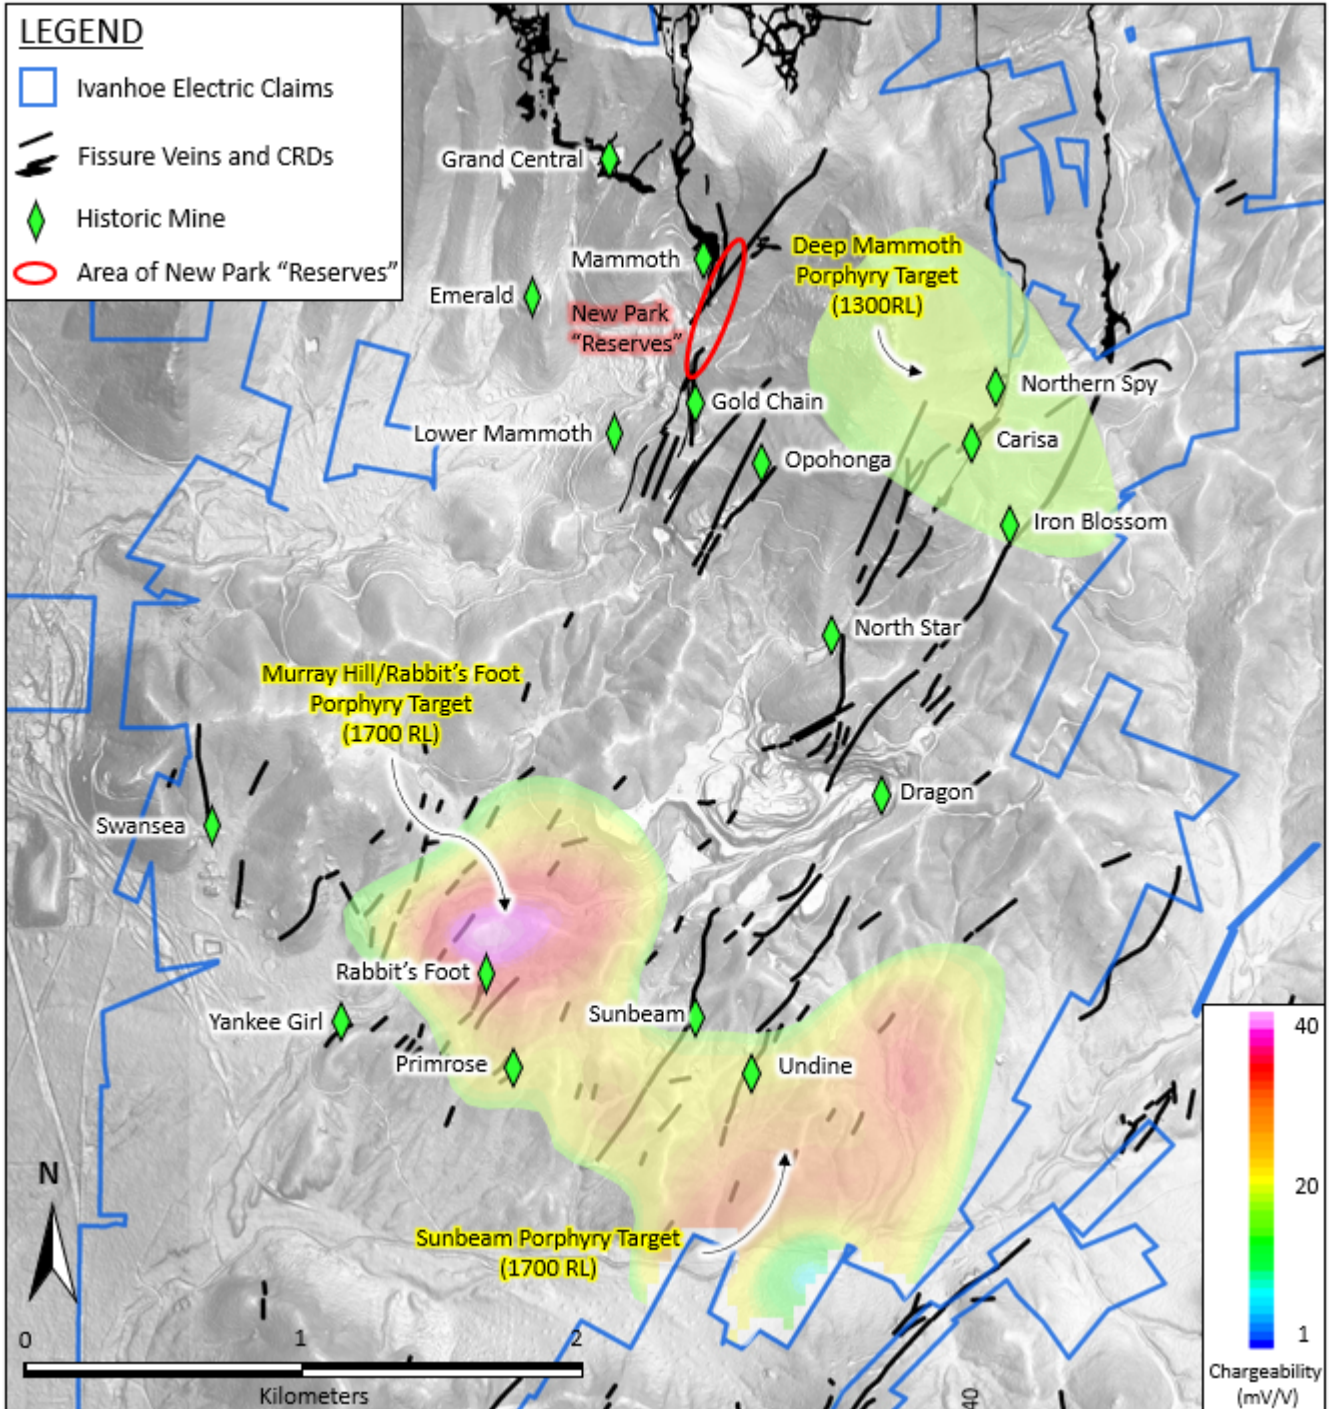 LEGEND
Ivanhoe Electric Claims
Fissure Veins and CRDs
Historic Mine
Area of New Park “Reserves”
Grand Central
Mammoth
Deep Mammoth
Porphyry Target
(1300RL)
Emerald
New Park
“Reserves”
Northern Spy
Gold Chain
Lower Mammoth
Carisa
Opohonga
Iron Blossom
North Star
Murray Hill/Rabbit’s Foot
Porphyry Target
(1700 RL)
Dragon
Swansea
Rabbit’s Foot
Yankee Girl
Sunbeam
Primrose
Undine
Sunbeam Porphyry Target
(1700 RL)
N
0 1 2
Kilometers
40
20
1
Chargeability
(mV/V)
40